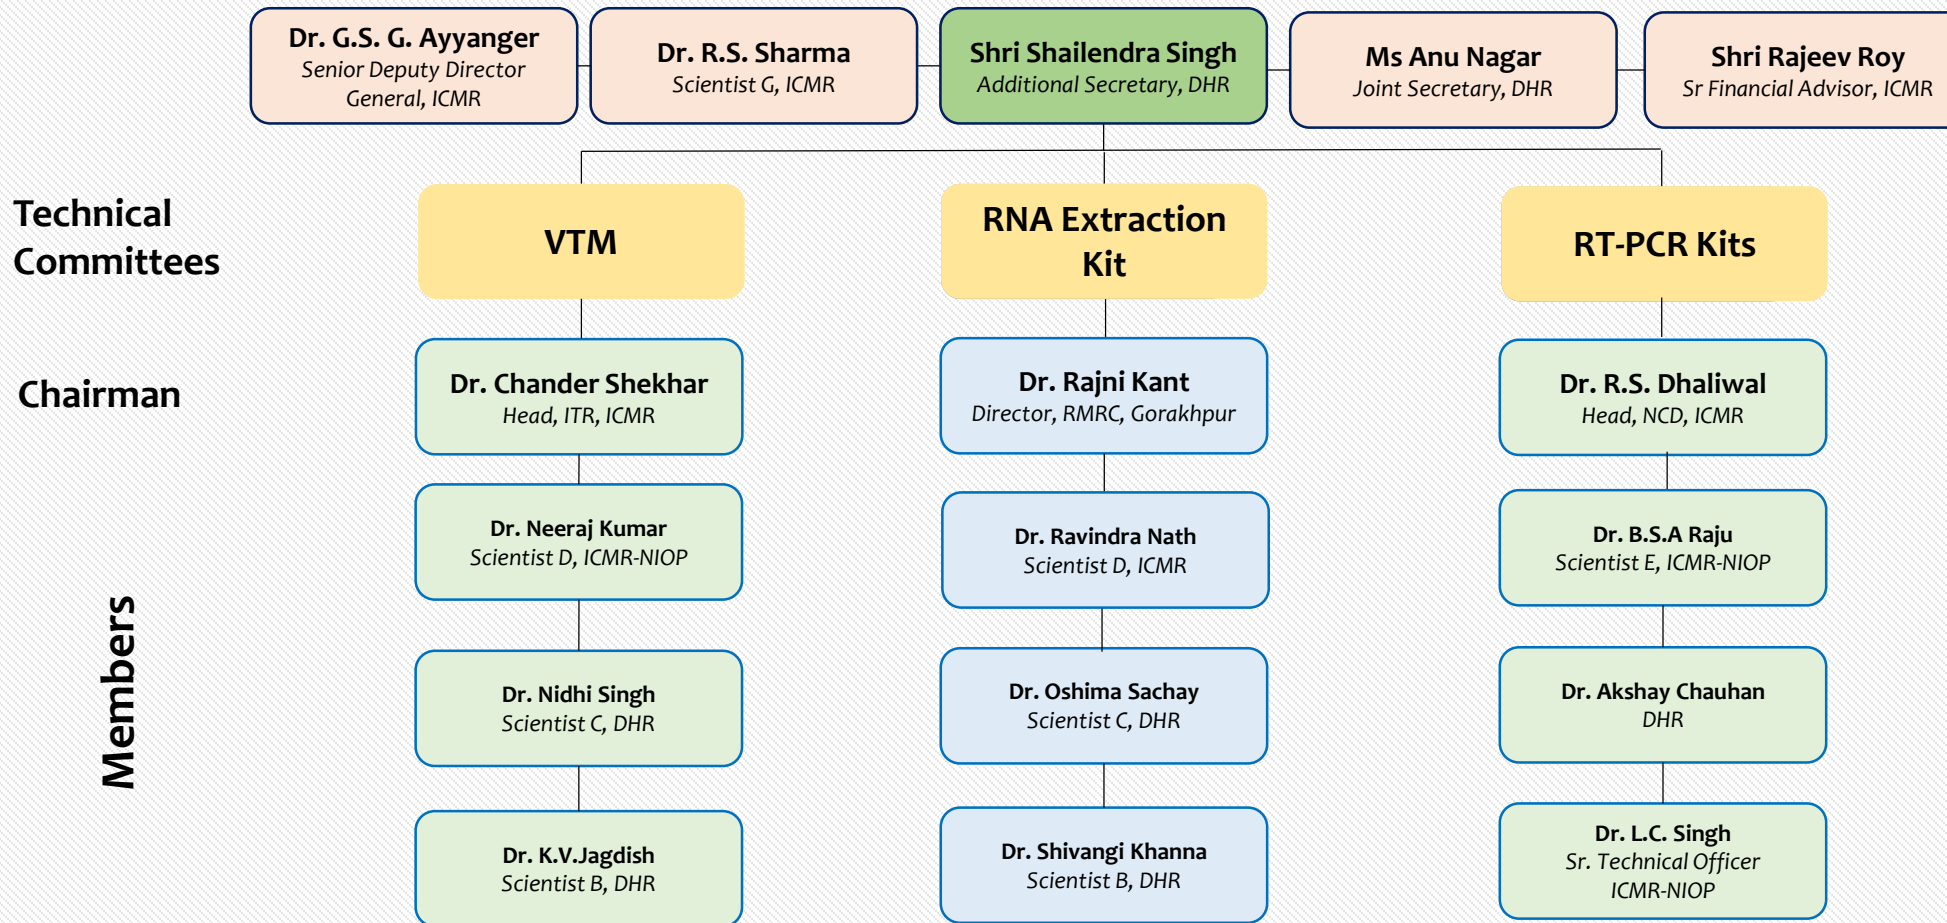 Dr. G.S. G. Ayyanger
Senior Deputy Director
General, ICMR
Dr. R.S. Sharma
Scientist G, ICMR
Shri Shailendra Singh
Additional Secretary, DHR
Ms Anu Nagar
Joint Secretary, DHR
Shri Rajeev Roy
Sr Financial Advisor, ICMR
Technical
Committees
VTM
RNA Extraction
Kit
RT-PCR Kits
Chairman
Dr. Chander Shekhar
Head, ITR, ICMR
Dr. Rajni Kant
Director, RMRC, Gorakhpur
Dr. R.S. Dhaliwal
Head, NCD, ICMR
Members
Dr. Neeraj Kumar
Scientist D, ICMR-NIOP
Dr. Ravindra Nath
Scientist D, ICMR
Dr. B.S.A Raju
Scientist E, ICMR-NIOP
Dr. Nidhi Singh
Scientist C, DHR
Dr. Oshima Sachay
Scientist C, DHR
Dr. Akshay Chauhan
DHR
Dr. K.V.Jagdish
Scientist B, DHR
Dr. Shivangi Khanna
Scientist B, DHR
Dr. L.C. Singh
Sr. Technical Officer
ICMR-NIOP